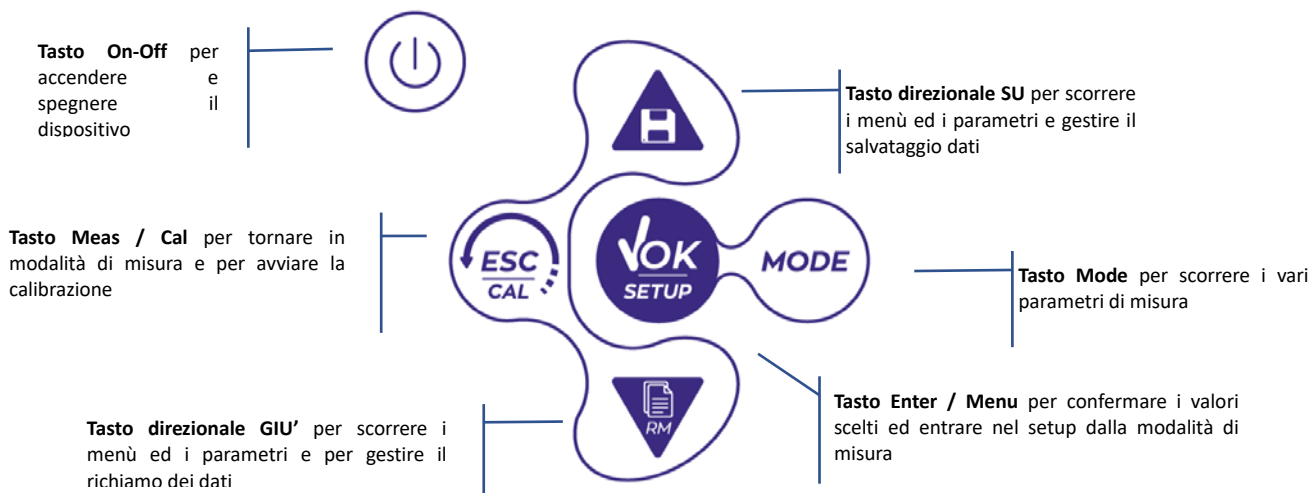 Tasto On-Off per
accendere e
spegnere il
dispositivo
Tasto direzionale SU per scorrere
i menù ed i parametri e gestire il
salvataggio dati
Tasto Meas / Cal per tornare in
modalità di misura e per avviare la
calibrazione
ESC
CAL
OK
SETUP
MODE
Tasto Mode per scorrere i vari
parametri di misura
RM
Tasto direzionale GIU’ per scorrere i
menù ed i parametri e per gestire il
richiamo dei dati
Tasto Enter / Menu per confermare i valori
scelti ed entrare nel setup dalla modalità di
misura